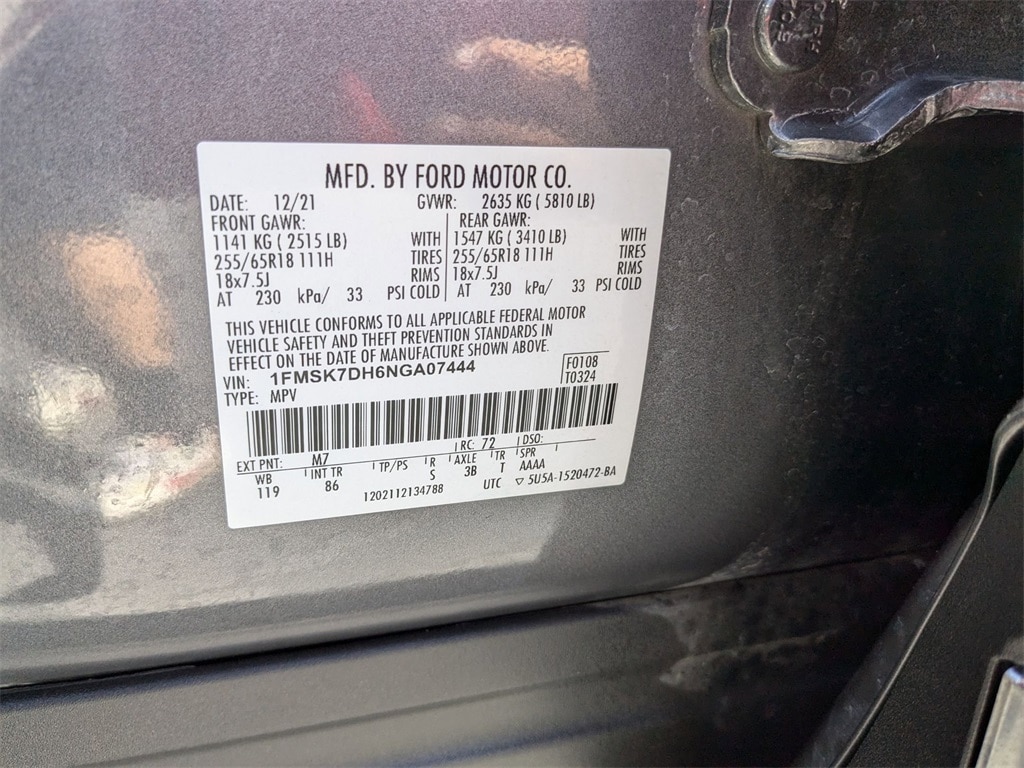 MFD. BY FORD MOTOR CO.
DATE: 12/21 GVWR: 2635 KG ( 5810 LB)
FRONT GAWR: REAR GAWR:
1141 KG ( 2515 LB) WITH 1547 KG ( 3410 LB) WITH
255/65R18 111H TIRES 255/65R18 111H TIRES
18x7.5J RIMS 18x7.5J RIMS
AT 230 kPa/ 33 PSI COLD AT 230 kPa/ 33 PSI COLD
THIS VEHICLE CONFORMS TO ALL APPLICABLE FEDERAL MOTOR
VEHICLE SAFETY AND THEFT PREVENTION STANDARDS IN
EFFECT ON THE DATE OF MANUFACTURE SHOWN ABOVE.
VIN: 1FMSK7DH6NGA07444 F0108
TYPE: MPV T0324
EXT PNT: M7 RC: 72 DSO:
WB INT TR TP/PS R AXLE TR SPR
119 86 S 3B T AAAA
1202112134788 UTC ▽ 5U5A-1520472-BA